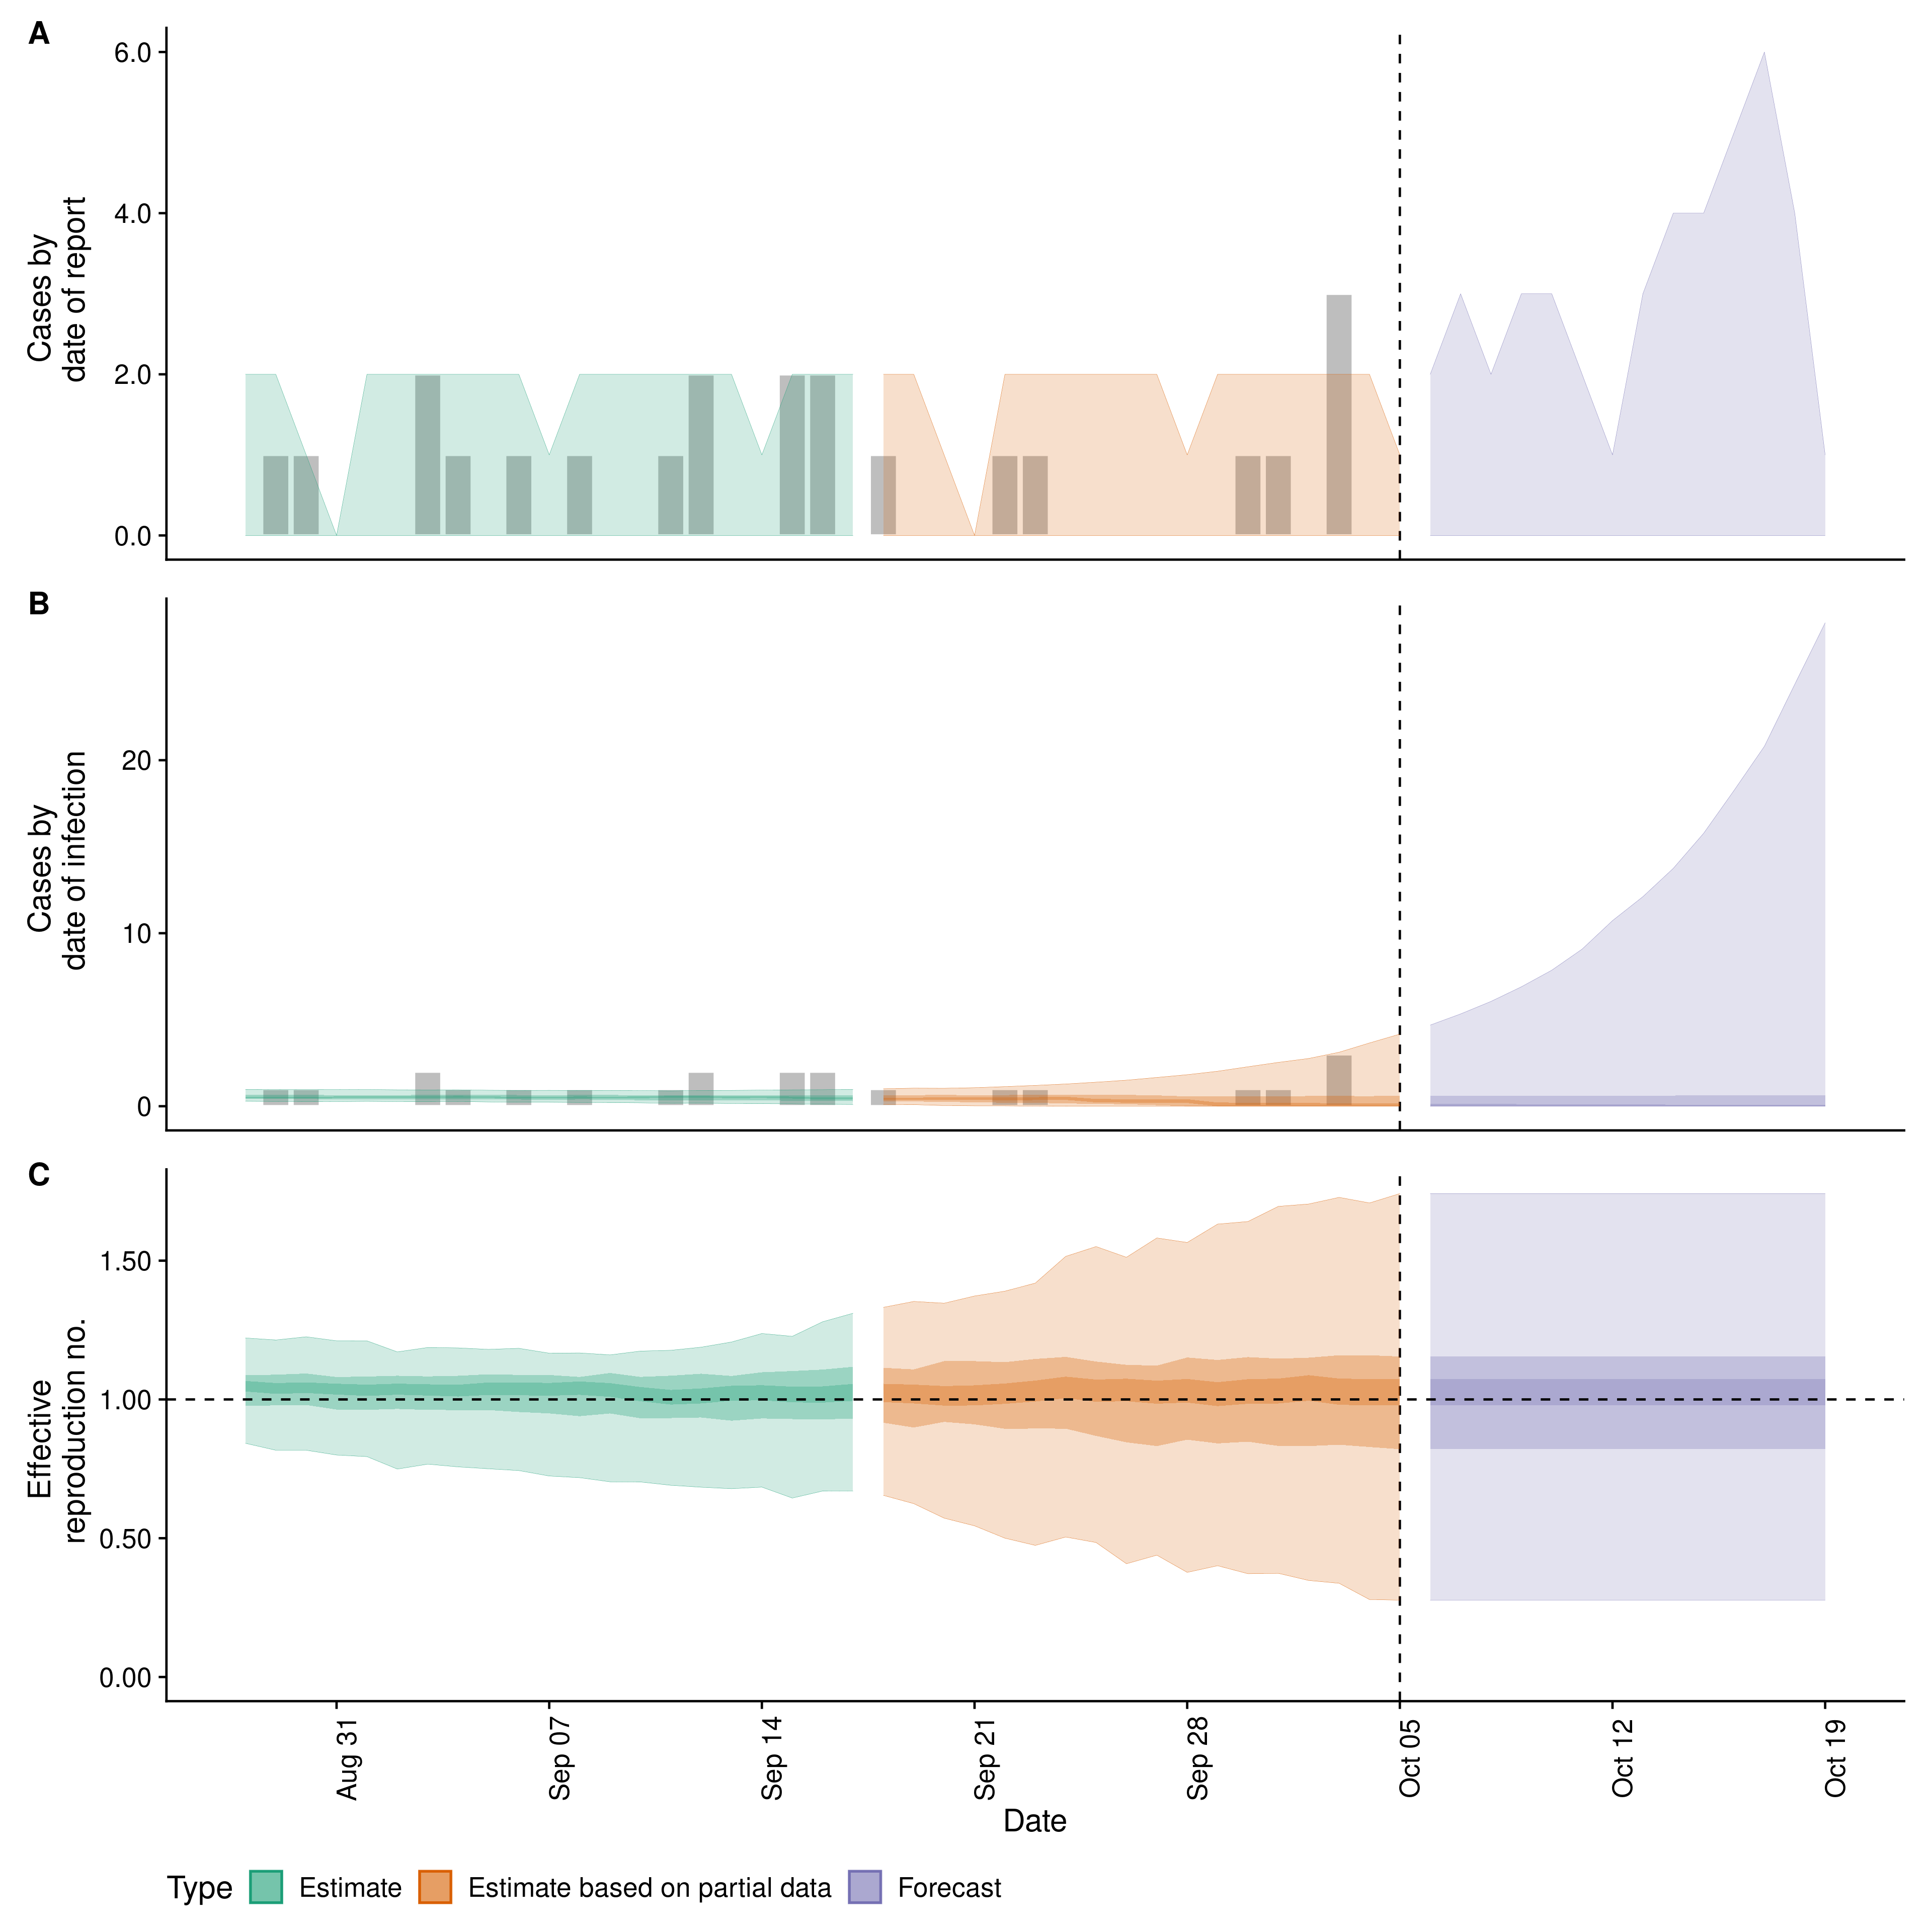 A
6.0
4.0
2.0
0.0
Cases by
date of report
B
20
10
0
Cases by
date of infection
C
1.50
1.00
0.50
0.00
Effective
reproduction no.
Aug 31
Sep 07
Sep 14
Sep 21
Sep 28
Oct 05
Oct 12
Oct 19
Date
Type Estimate Estimate based on partial data Forecast